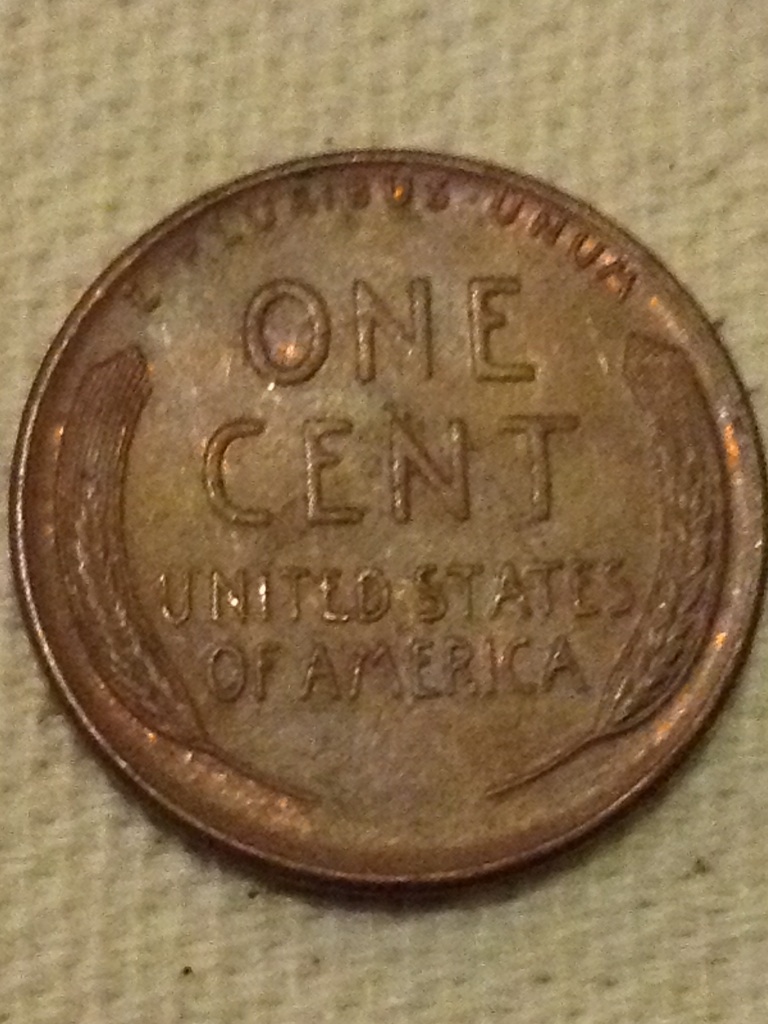 E PLURIBUS · UNUM
ONE
CENT
UNITED STATES
OF AMERICA